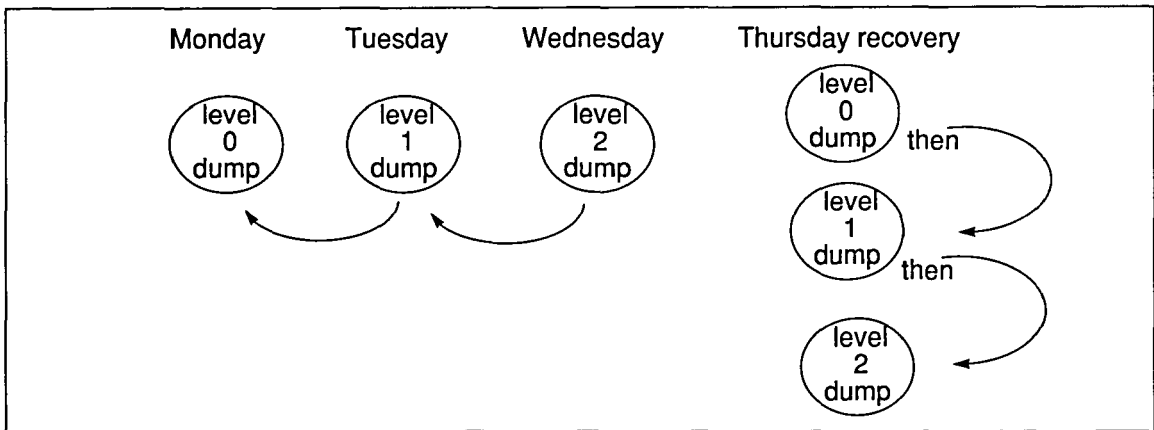 Monday Tuesday Wednesday Thursday recovery
level
0
dump
level
1
dump
level
2
dump
level
0
dump
then
level
1
dump
then
level
2
dump